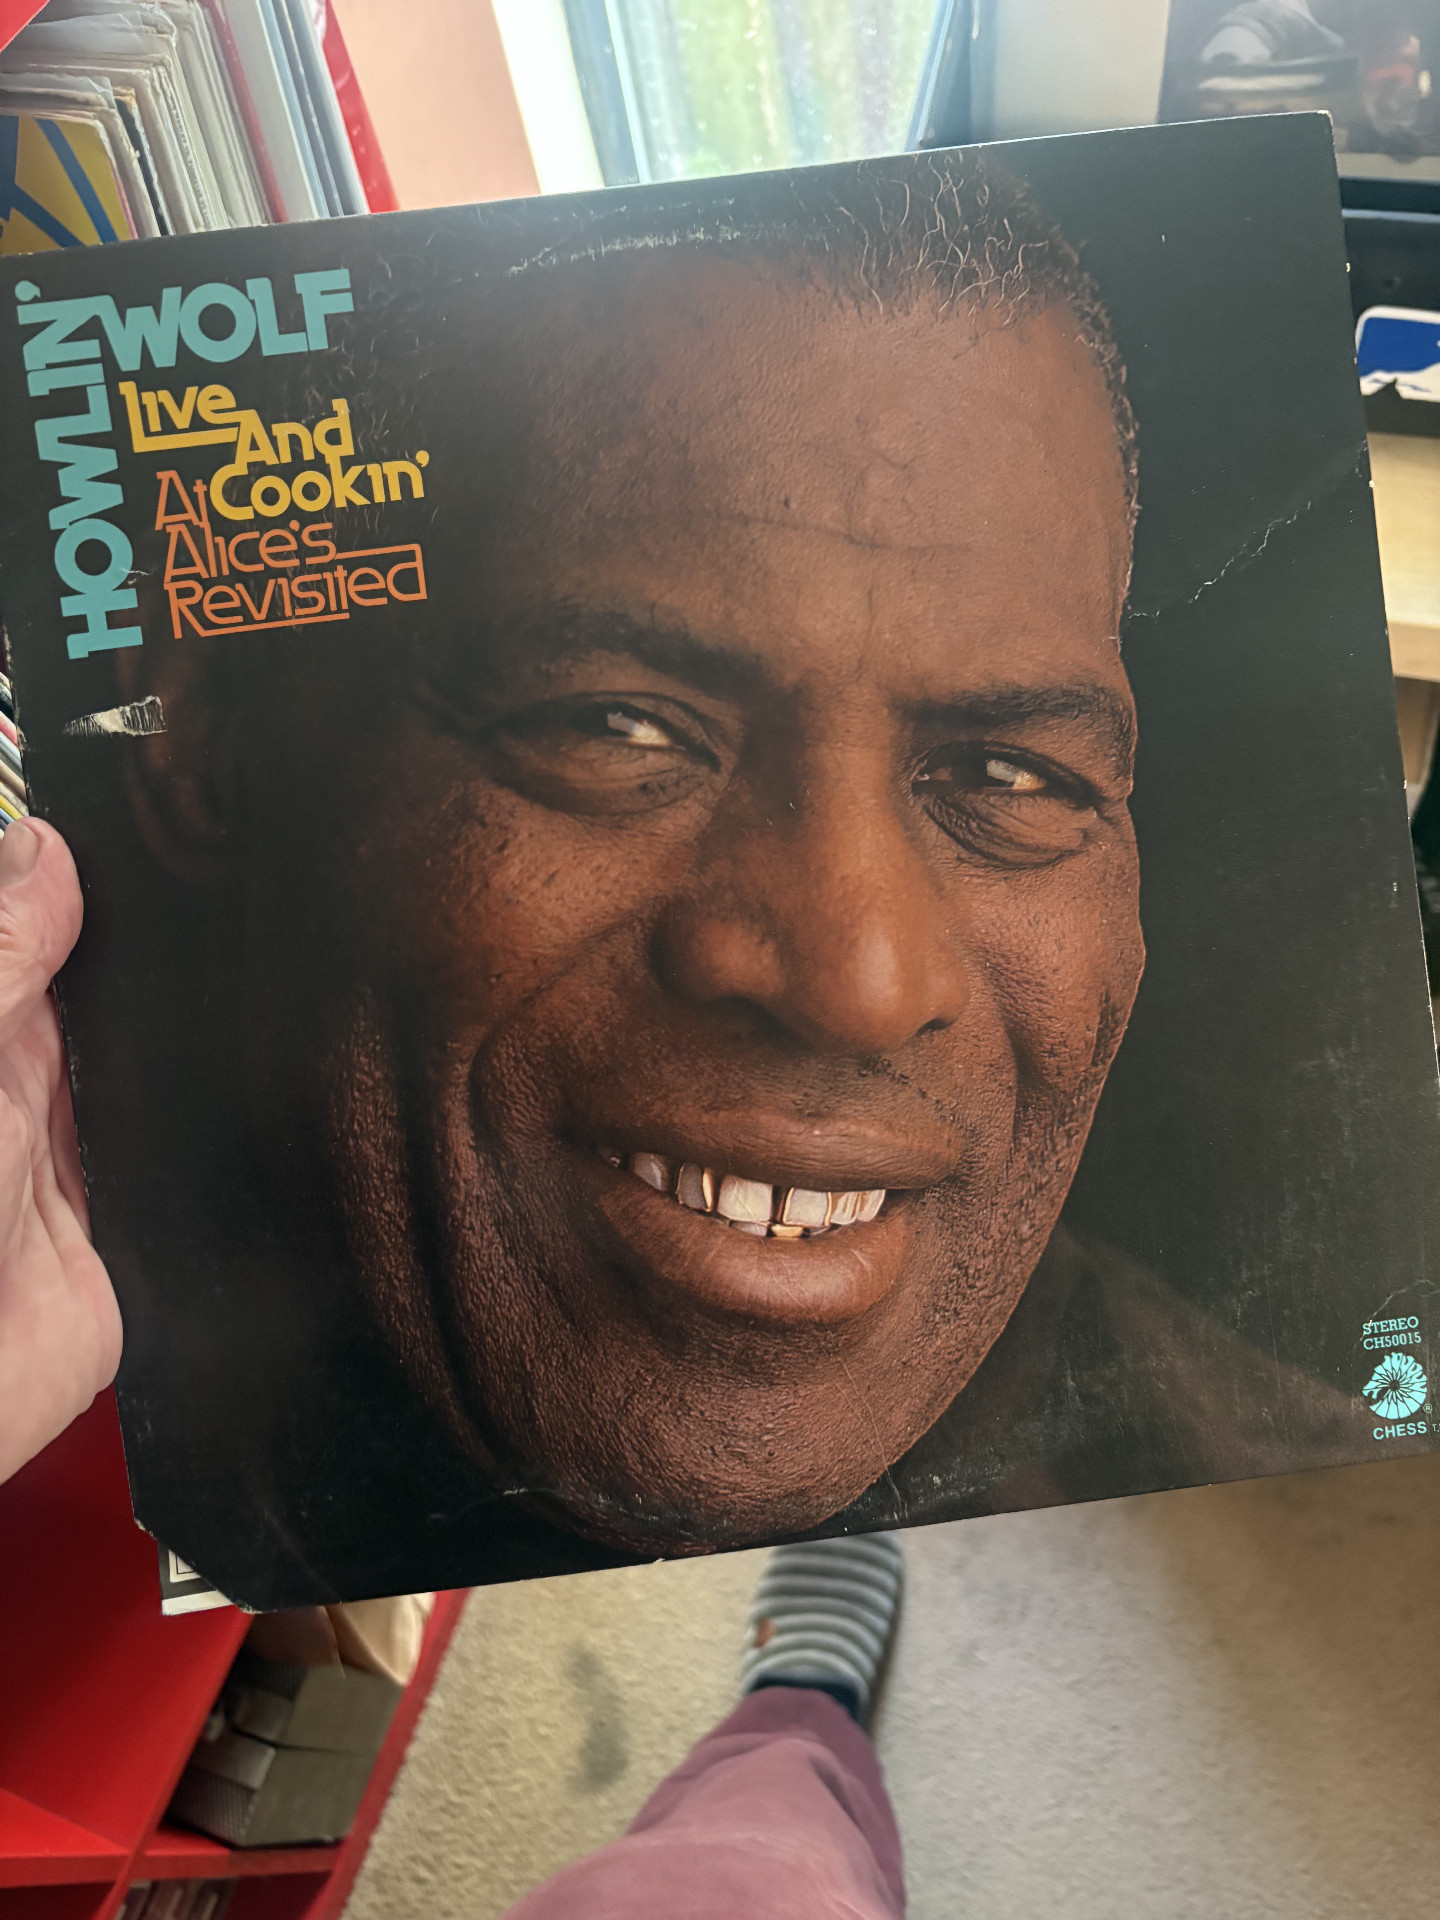 HOWLIN' WOLF
Live And
Cookin'
At
Alice's
Revisited
STEREO
CH50015
®
CHESS T.